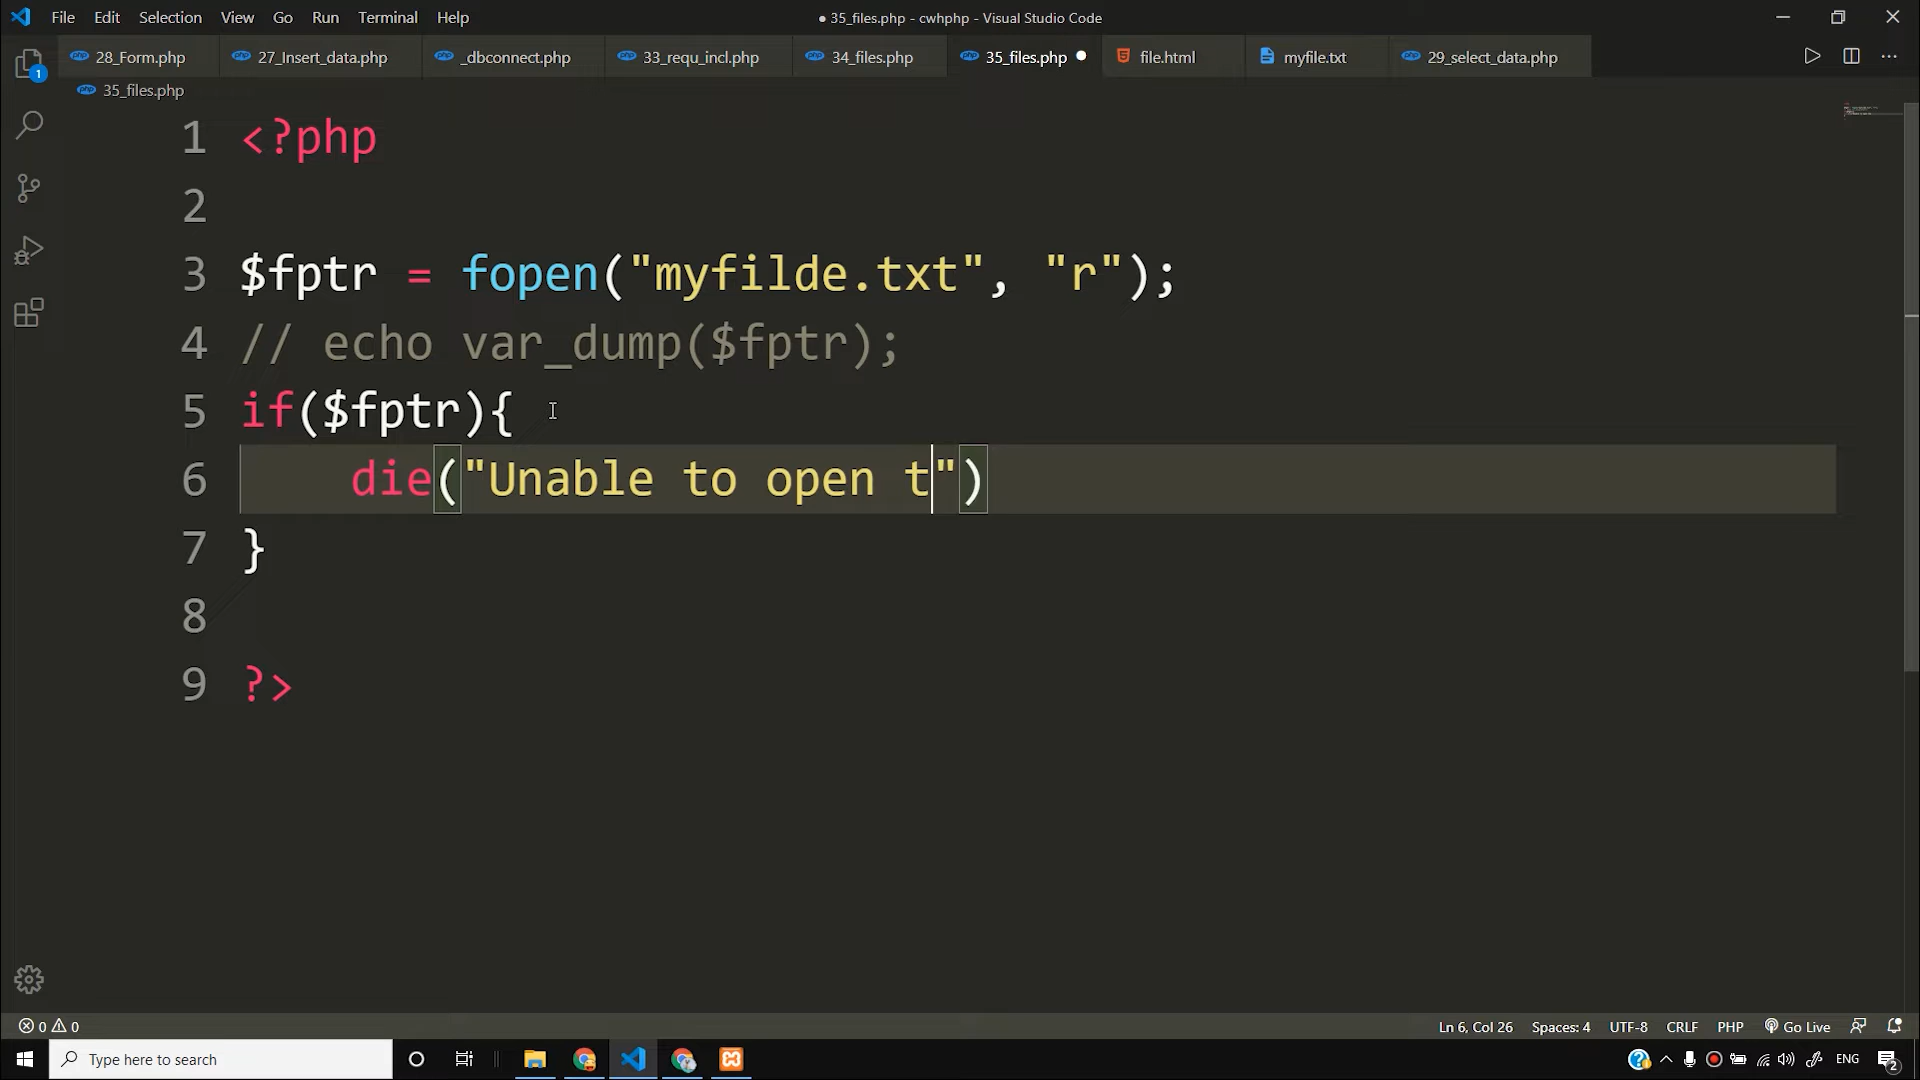 File Edit Selection View Go Run Terminal Help ● 35_files.php - cwhphp - Visual Studio Code
28_Form.php 27_Insert_data.php _dbconnect.php 33_requ_incl.php 34_files.php 35_files.php file.html myfile.txt 29_select_data.php
35_files.php
1
1 <?php
2
3 $fptr = fopen("myfilde.txt", "r");
4 // echo var_dump($fptr);
5 if($fptr){
6 die("Unable to open t")
7 }
8
9 ?>
0 0 Ln 6, Col 26 Spaces: 4 UTF-8 CRLF PHP Go Live
Type here to search ENG 2